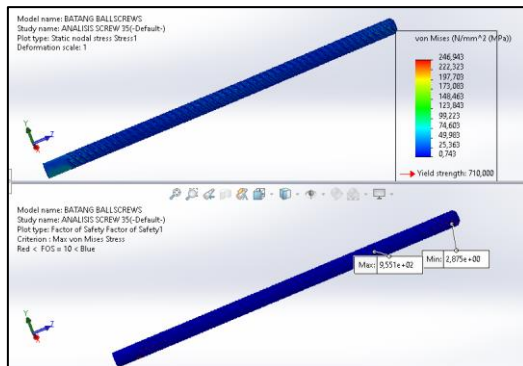 Model name: BATANG BALLSCREWS
Study name: ANALISIS SCREW 35(-Default-)
Plot type: Static nodal stress Stress1
Deformation scale: 1
von Mises (N/mm^2 (MPa))
246,943
222,323
197,703
173,083
148,463
123,843
99,223
74,603
49,983
25,363
0,743
Yield strength: 710,000
Y
Z
Model name: BATANG BALLSCREWS
Study name: ANALISIS SCREW 35(-Default-)
Plot type: Factor of Safety Factor of Safety1
Criterion : Max von Mises Stress
Red < FOS = 10 < Blue
Max: 9,551e+02
Min: 2,875e+00
Y
Z